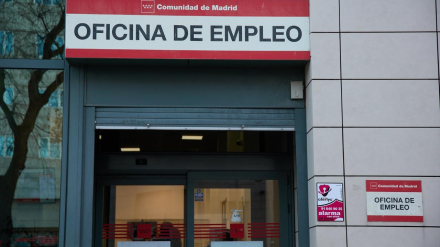 Comunidad de Madrid
OFICINA DE EMPLEO
Comunidad de Madrid
OFICINA
DE EMPLEO
alarma